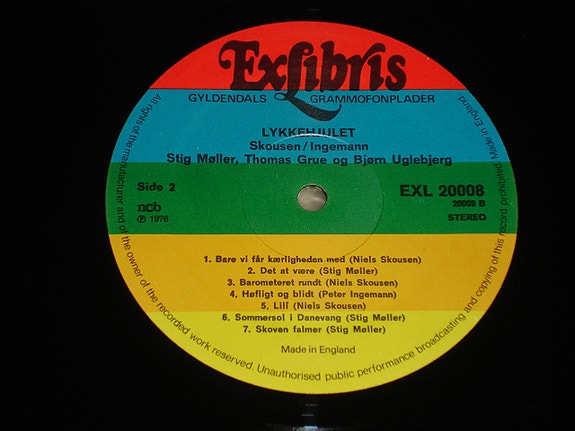 ExLibris
GYLDENDALS GRAMMOFONPLADER
LYKKEHJULET
Skousen/Ingemann
Stig Møller, Thomas Grue og Bjørn Uglebjerg
Side 2
EXL 20008
20008 B
ncb
STEREO
℗ 1976
1. Bare vi får kærligheden med (Niels Skousen)
2. Det at være (Stig Møller)
3. Barometeret rundt (Niels Skousen)
4. Høfligt og blidt (Peter Ingemann)
5. Lili (Niels Skousen)
6. Sommersol i Danevang (Stig Møller)
7. Skoven falmer (Stig Møller)
Made in England
All rights of the manufacturer and of the owner of the recorded work reserved. Unauthorised public performance broadcasting and copying of this record prohibited